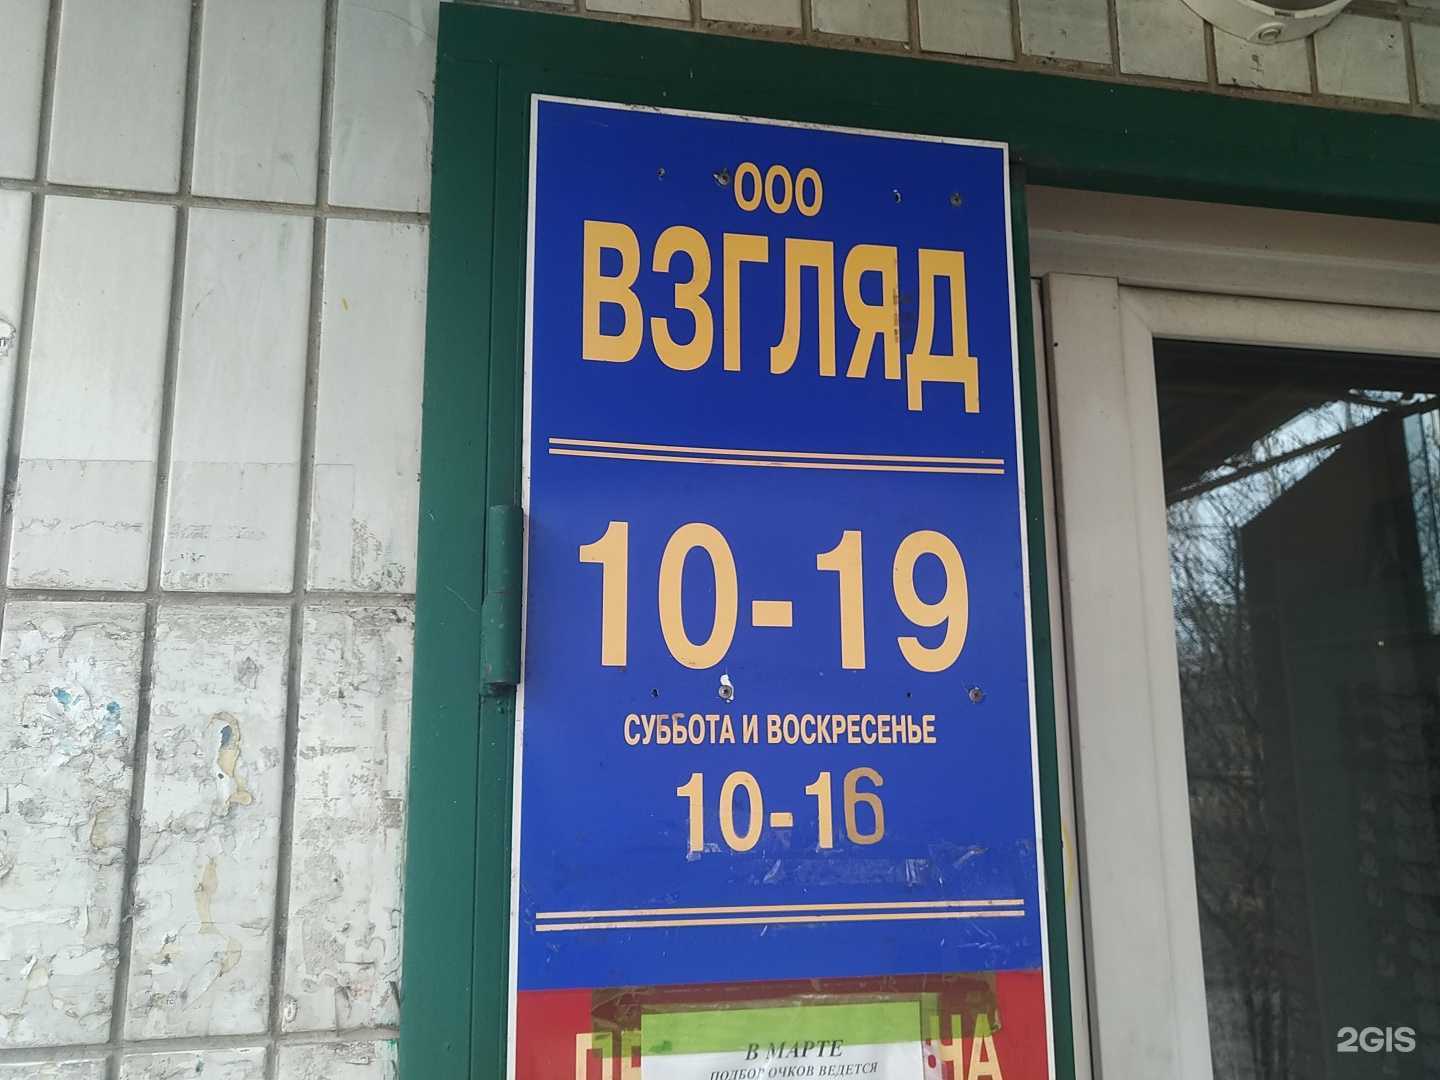 ООО
ВЗГЛЯД
10-19
СУББОТА И ВОСКРЕСЕНЬЕ
10-16
В МАРТЕ
ПОДБОР ОЧКОВ ВЕДЕТСЯ
2GIS